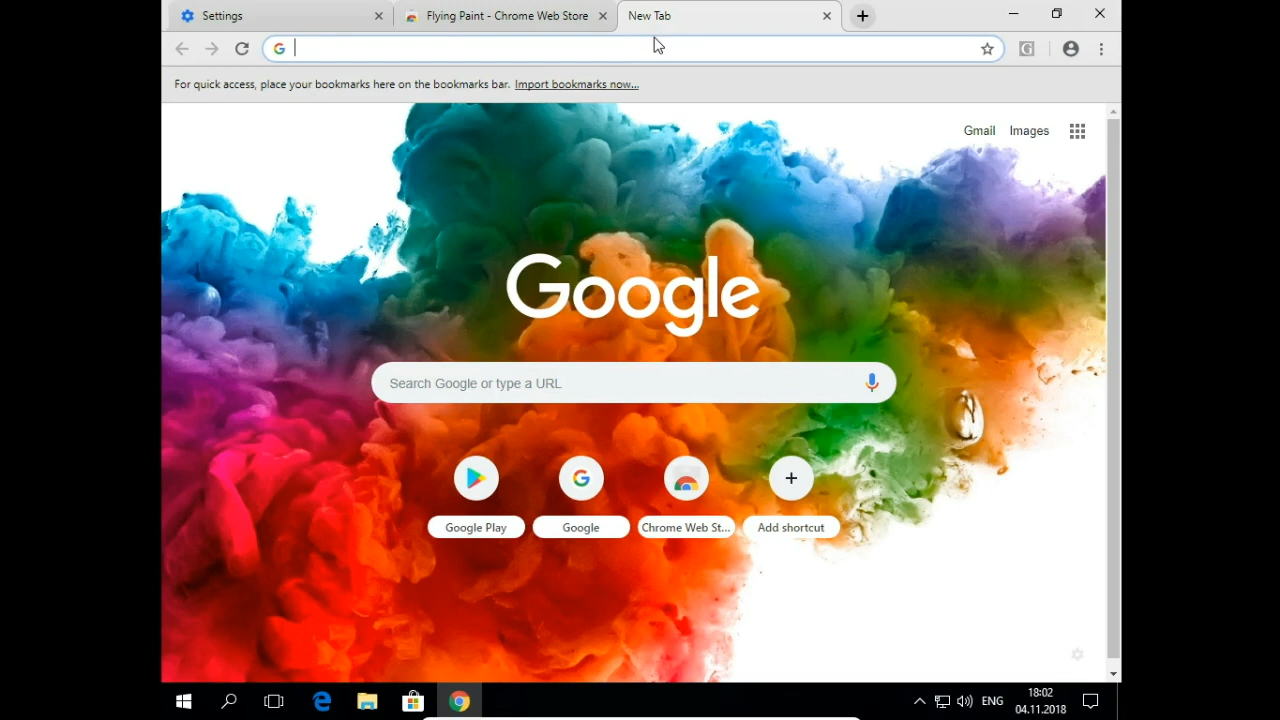 Settings
Flying Paint - Chrome Web Store
New Tab
For quick access, place your bookmarks here on the bookmarks bar. Import bookmarks now...
Gmail Images
Google
Search Google or type a URL
Google Play
Google
Chrome Web St...
Add shortcut
ENG
18:02
04.11.2018